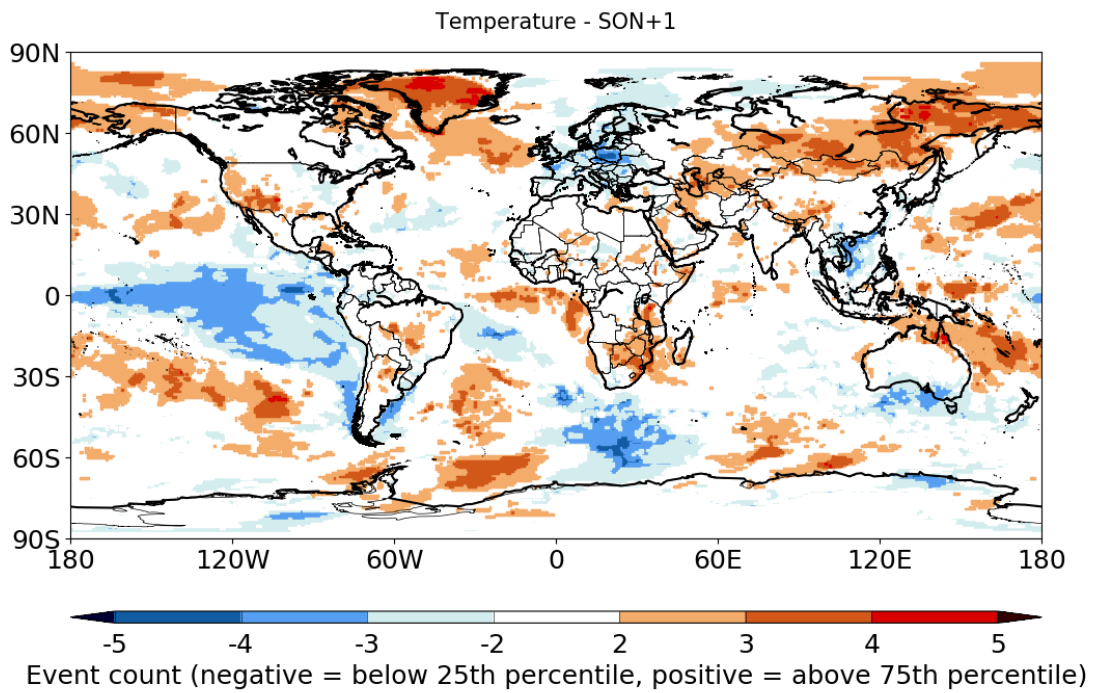 Temperature - SON+1
90N
60N
30N
0
30S
60S
90S
180 120W 60W 0 60E 120E 180
-5 -4 -3 -2 2 3 4 5
Event count (negative = below 25th percentile, positive = above 75th percentile)